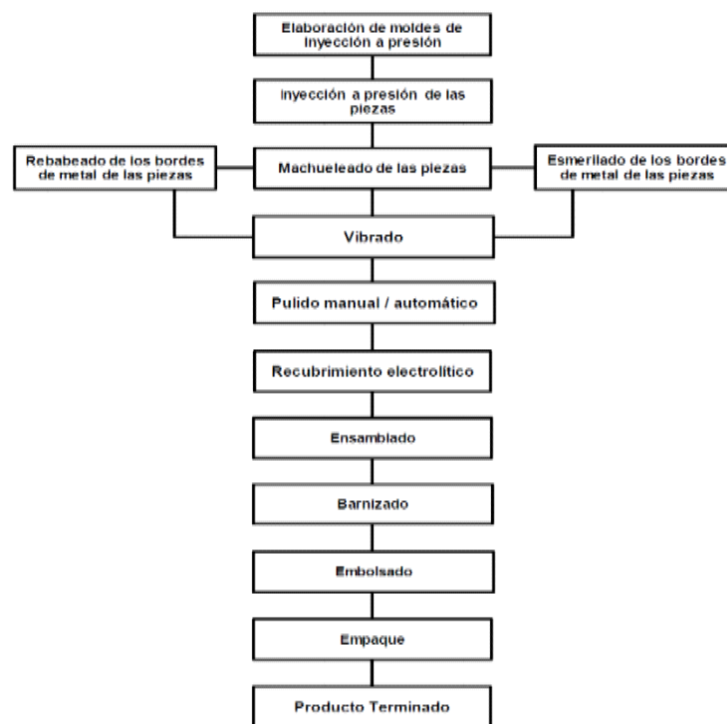 Elaboración de moldes de
Inyección a presión
Inyección a presión de las
piezas
Rebabeado de los bordes
de metal de las piezas
Machueleado de las piezas
Esmerilado de los bordes
de metal de las piezas
Vibrado
Pulido manual / automático
Recubrimiento electrolítico
Ensamblado
Barnizado
Embolsado
Empaque
Producto Terminado